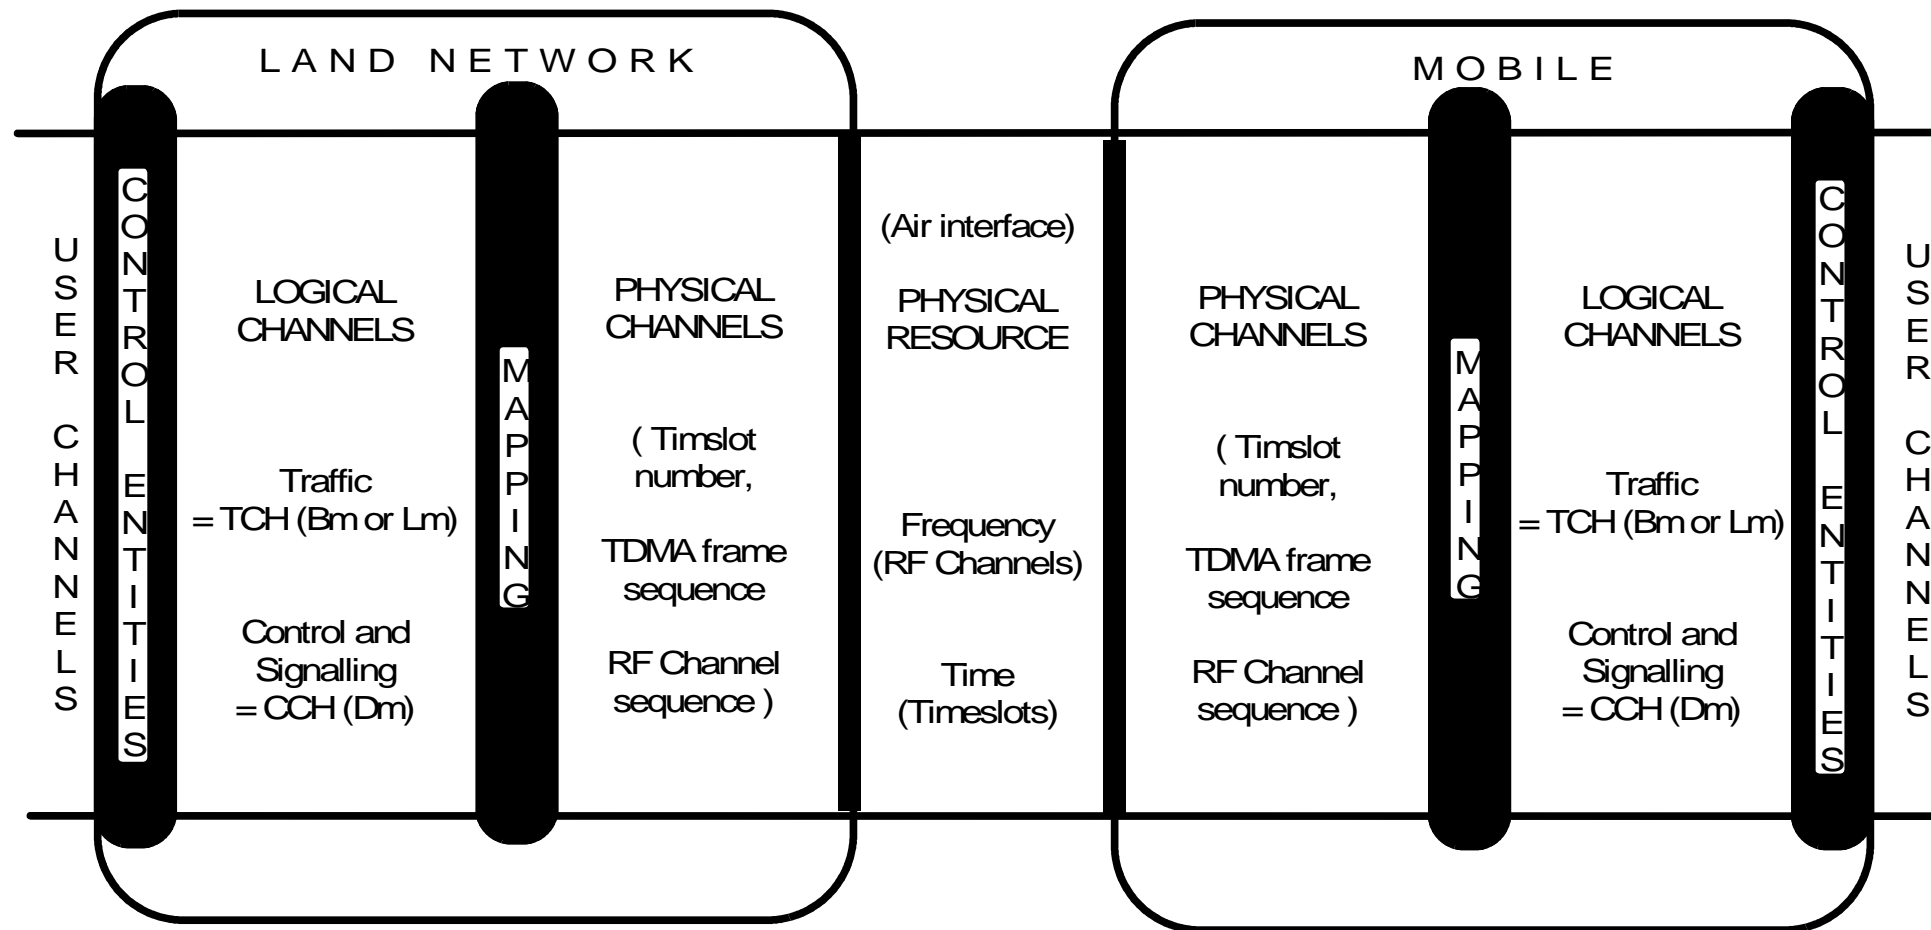 LAND NETWORK
MOBILE
USER CHANNELS
CONTROL ENTITIES
LOGICAL
CHANNELS
Traffic
= TCH (Bm or Lm)
Control and
Signalling
= CCH (Dm)
MAPPING
PHYSICAL
CHANNELS
( Timslot
number,
TDMA frame
sequence
RF Channel
sequence )
(Air interface)
PHYSICAL
RESOURCE
Frequency
(RF Channels)
Time
(Timeslots)
PHYSICAL
CHANNELS
( Timslot
number,
TDMA frame
sequence
RF Channel
sequence )
MAPPING
LOGICAL
CHANNELS
Traffic
= TCH (Bm or Lm)
Control and
Signalling
= CCH (Dm)
CONTROL ENTITIES
USER CHANNELS